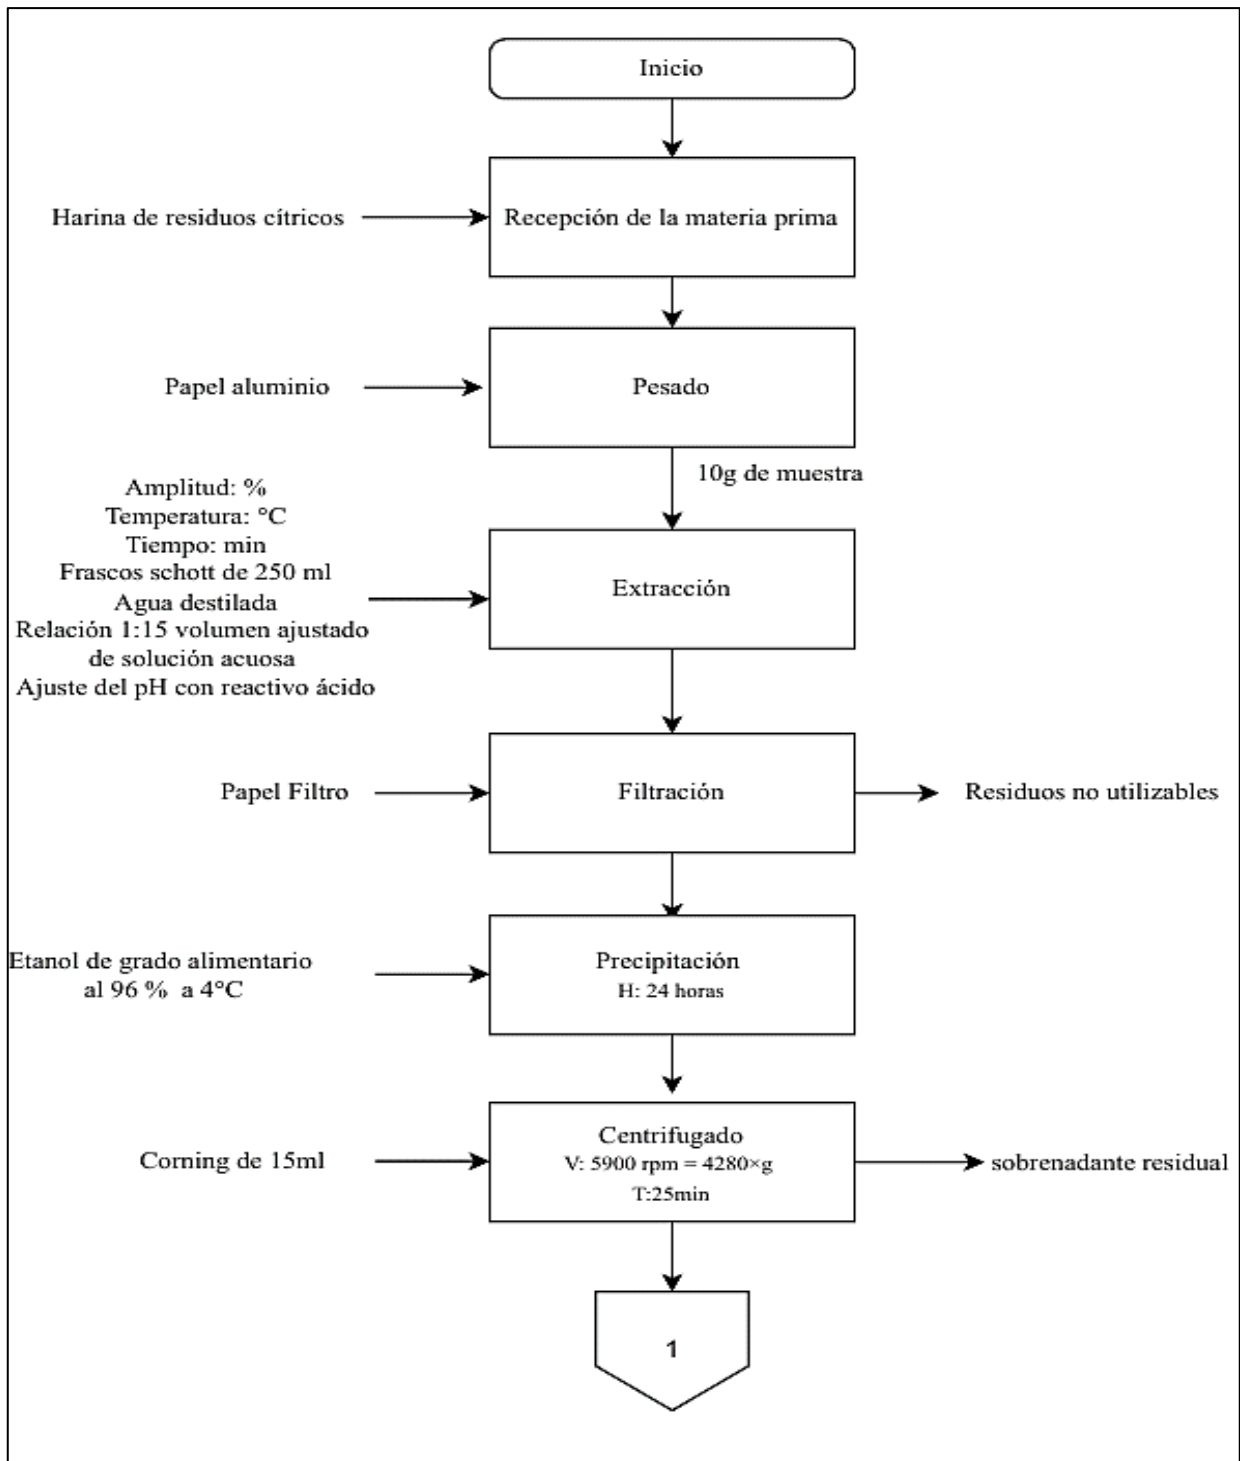 Inicio
Harina de residuos cítricos
Recepción de la materia prima
Papel aluminio
Pesado
10g de muestra
Amplitud: %
Temperatura: °C
Tiempo: min
Frascos schott de 250 ml
Agua destilada
Relación 1:15 volumen ajustado
de solución acuosa
Ajuste del pH con reactivo ácido
Extracción
Papel Filtro
Filtración
Residuos no utilizables
Etanol de grado alimentario
al 96 % a 4°C
Precipitación
H: 24 horas
Corning de 15ml
Centrifugado
V: 5900 rpm = 4280×g
T:25min
sobrenadante residual
1